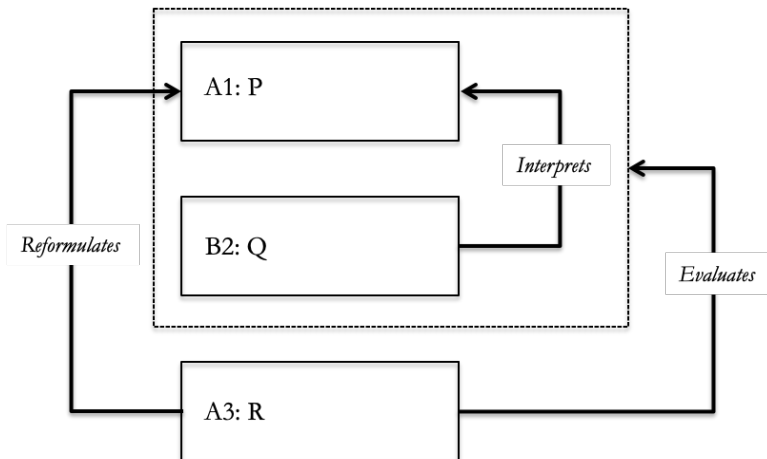 A1: P
Interprets
B2: Q
Reformulates
Evaluates
A3: R